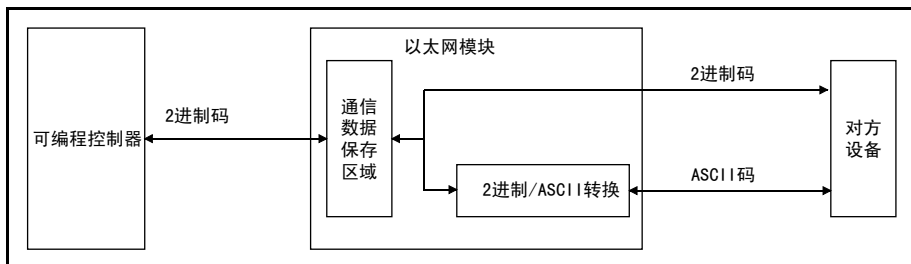 以太网模块
可编程控制器
2进制码
通信
数据
保存
区域
2进制码
2进制/ASCII转换
ASCII码
对方
设备